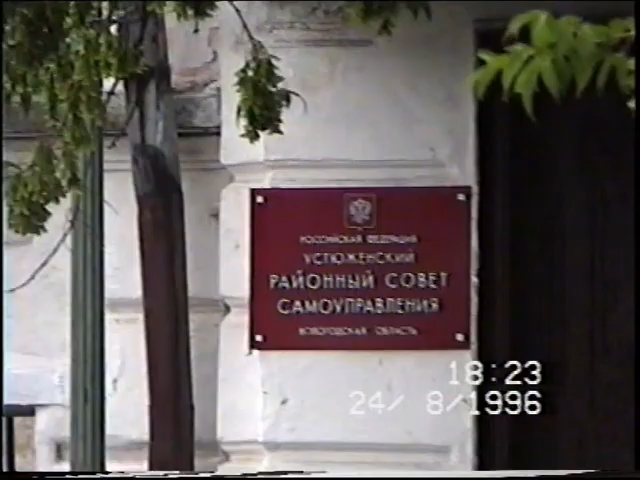 РОССИЙСКАЯ ФЕДЕРАЦИЯ
УСТЮЖЕНСКИЙ
РАЙОННЫЙ СОВЕТ
САМОУПРАВЛЕНИЯ
ВОЛОГОДСКАЯ ОБЛАСТЬ
18:23
24/ 8/1996